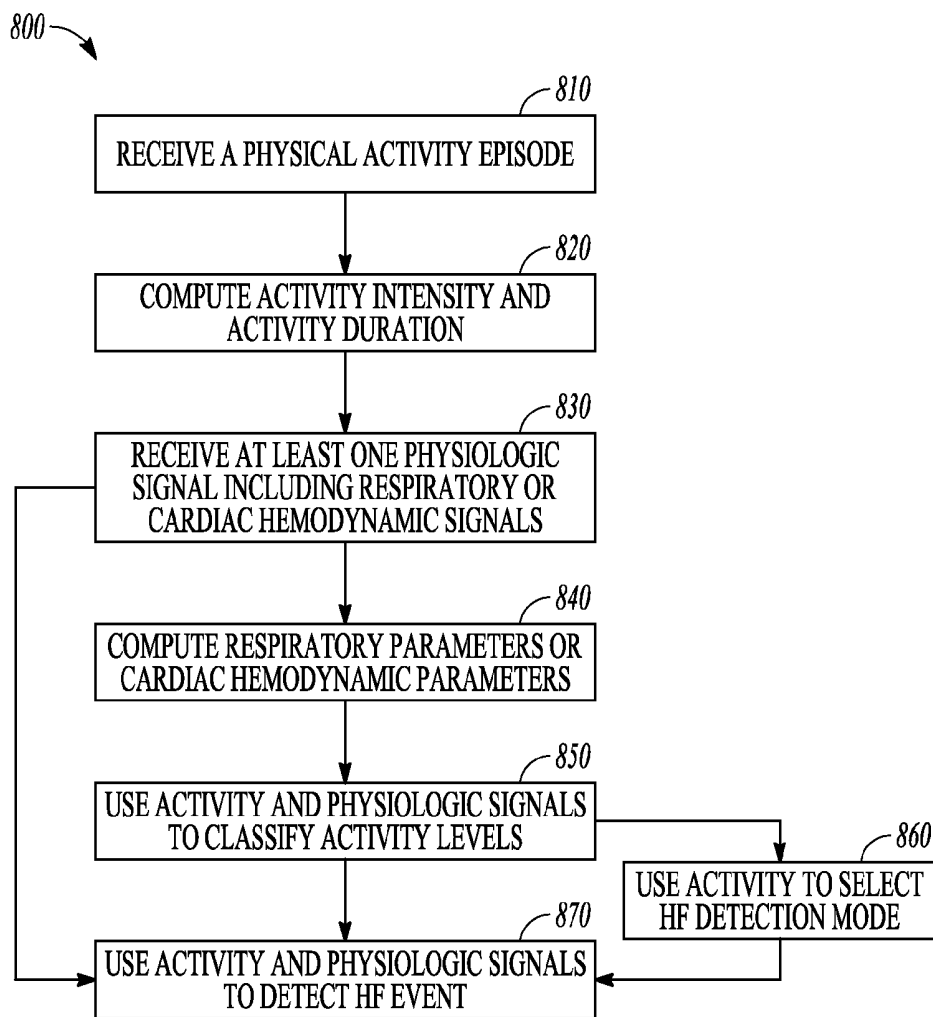 800
810
RECEIVE A PHYSICAL ACTIVITY EPISODE
820
COMPUTE ACTIVITY INTENSITY AND
ACTIVITY DURATION
830
RECEIVE AT LEAST ONE PHYSIOLOGIC
SIGNAL INCLUDING RESPIRATORY OR
CARDIAC HEMODYNAMIC SIGNALS
840
COMPUTE RESPIRATORY PARAMETERS OR
CARDIAC HEMODYNAMIC PARAMETERS
850
USE ACTIVITY AND PHYSIOLOGIC SIGNALS
TO CLASSIFY ACTIVITY LEVELS
860
USE ACTIVITY TO SELECT
HF DETECTION MODE
870
USE ACTIVITY AND PHYSIOLOGIC SIGNALS
TO DETECT HF EVENT